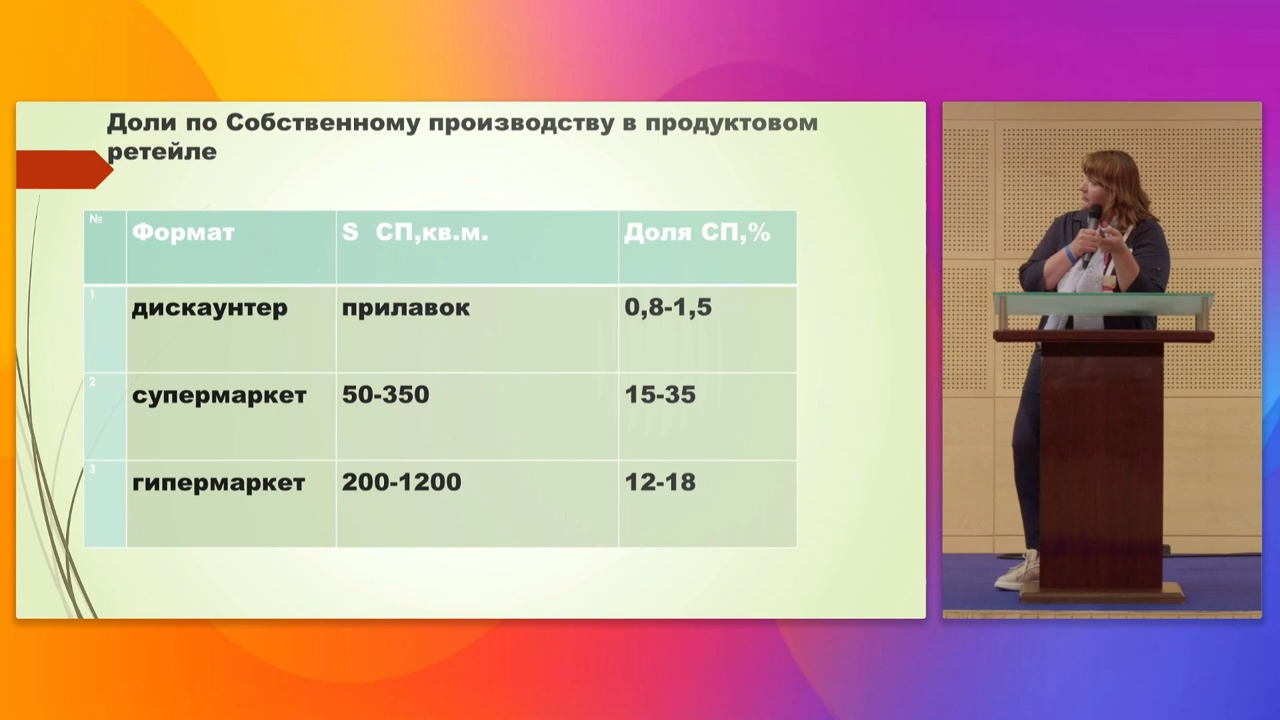 Доли по Собственному производству в продуктовом
ретейле
№ Формат S СП,кв.м. Доля СП,%
1 дискаунтер прилавок 0,8-1,5
2 супермаркет 50-350 15-35
3 гипермаркет 200-1200 12-18